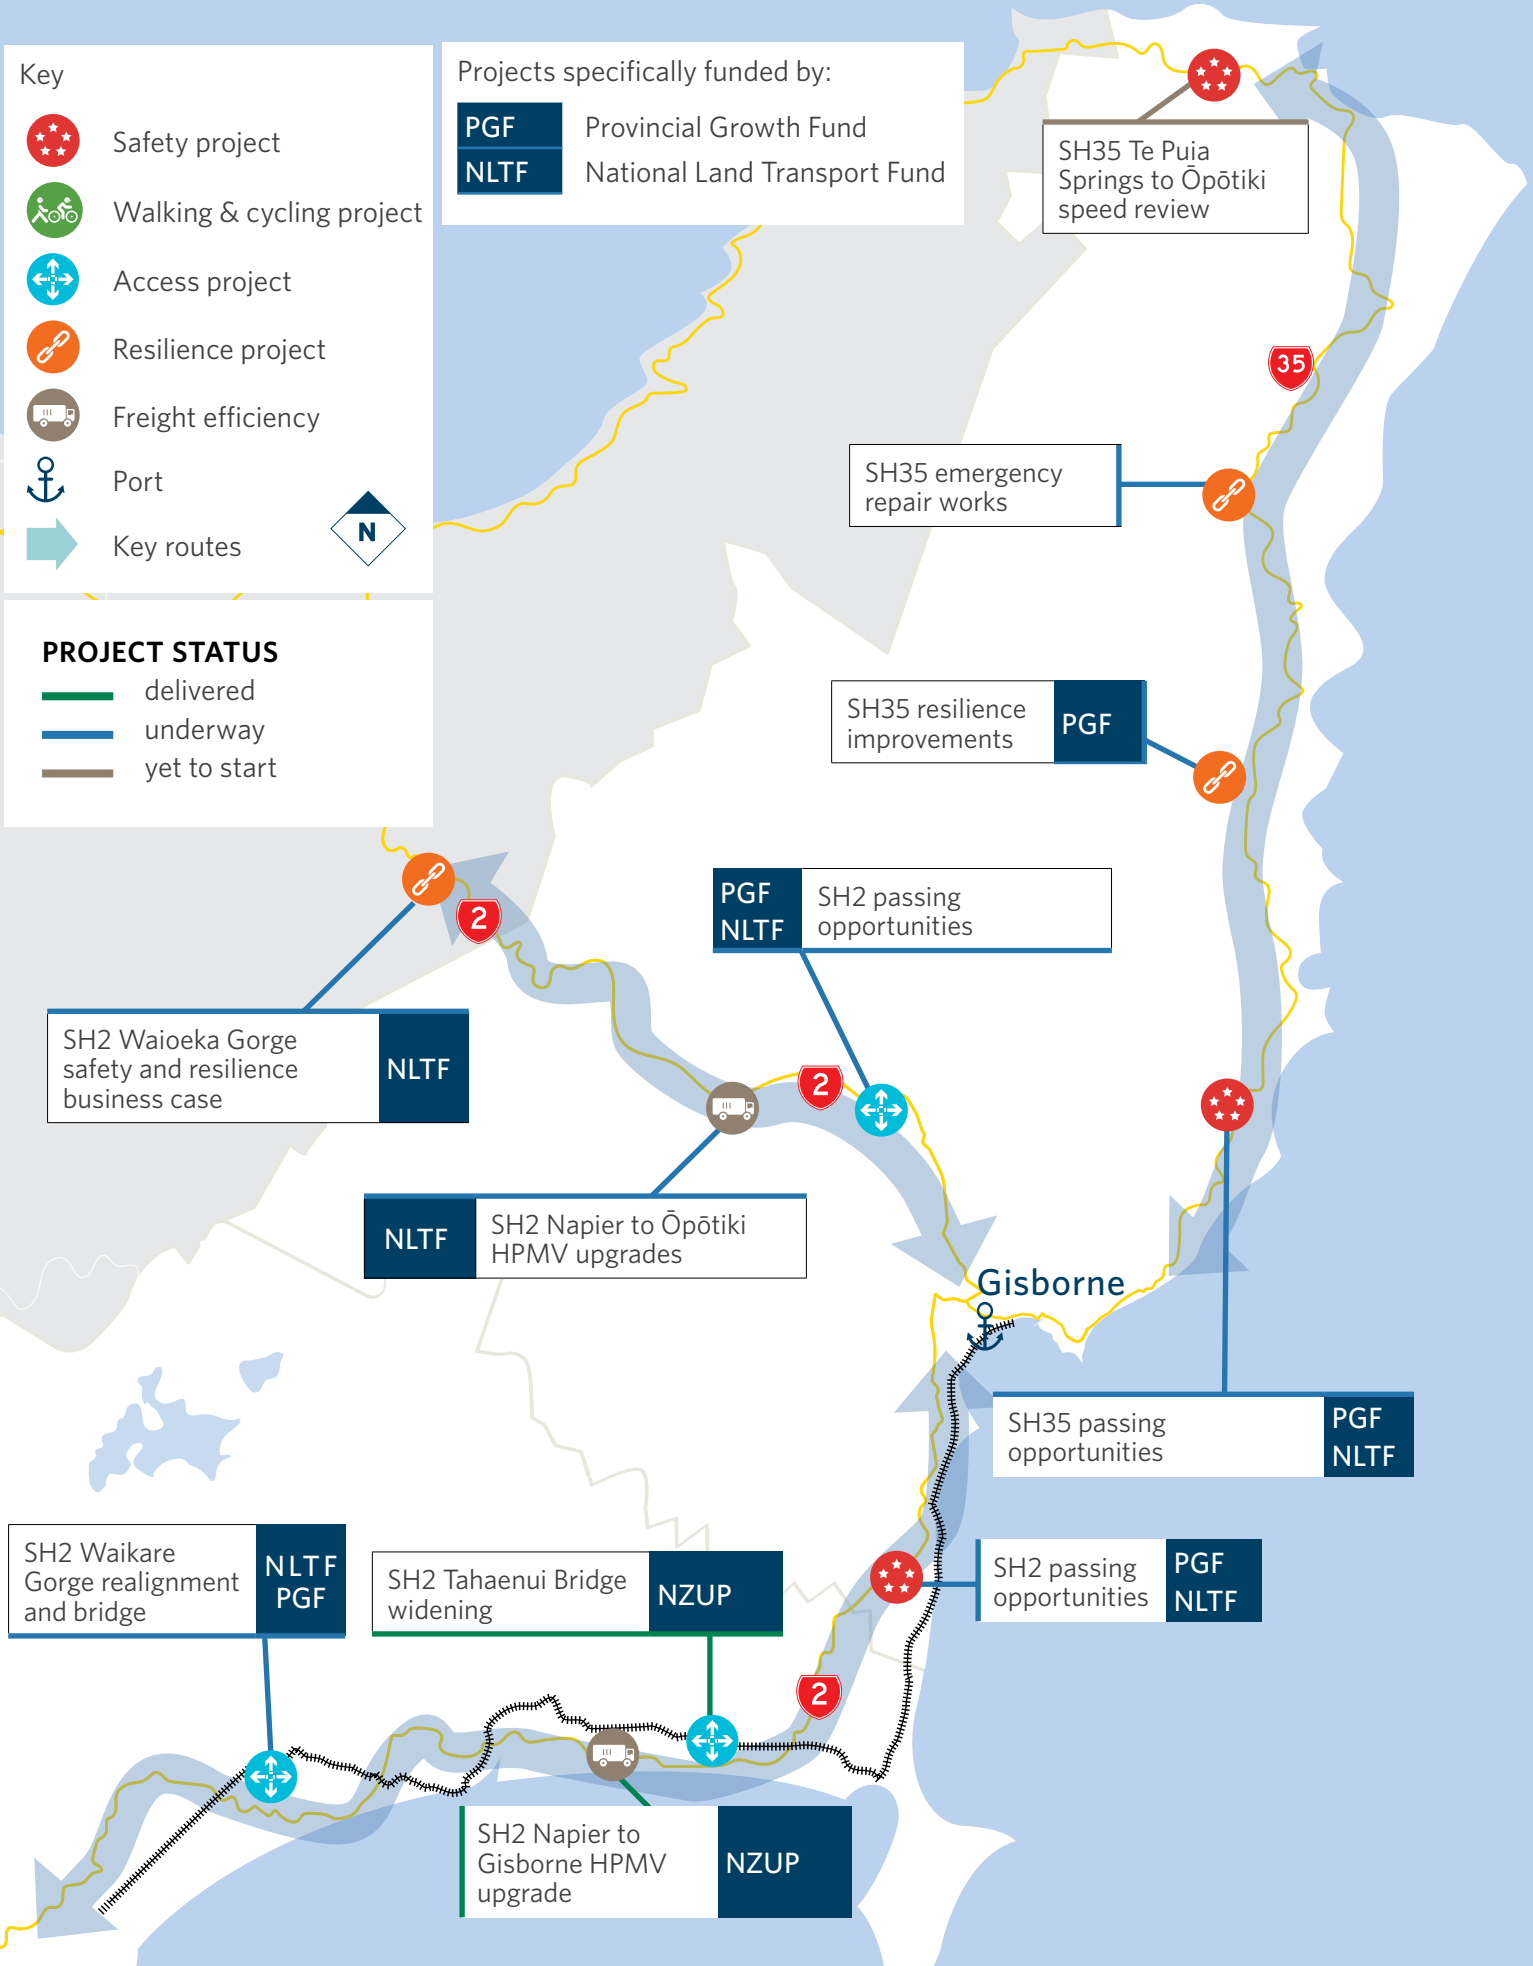 Key
Safety project
Walking & cycling project
Access project
Resilience project
Freight efficiency
Port
Key routes
N
PROJECT STATUS
delivered
underway
yet to start
Projects specifically funded by:
PGF
Provincial Growth Fund
NLTF
National Land Transport Fund
SH35 Te Puia
Springs to Ōpōtiki
speed review
35
SH35 emergency
repair works
SH35 resilience
improvements
PGF
PGF
NLTF
SH2 passing
opportunities
2
SH2 Waioeka Gorge
safety and resilience
business case
NLTF
2
NLTF
SH2 Napier to Ōpōtiki
HPMV upgrades
Gisborne
SH35 passing
opportunities
PGF
NLTF
SH2 Waikare
Gorge realignment
and bridge
NLTF
PGF
SH2 Tahaenui Bridge
widening
NZUP
SH2 passing
opportunities
PGF
NLTF
2
SH2 Napier to
Gisborne HPMV
upgrade
NZUP